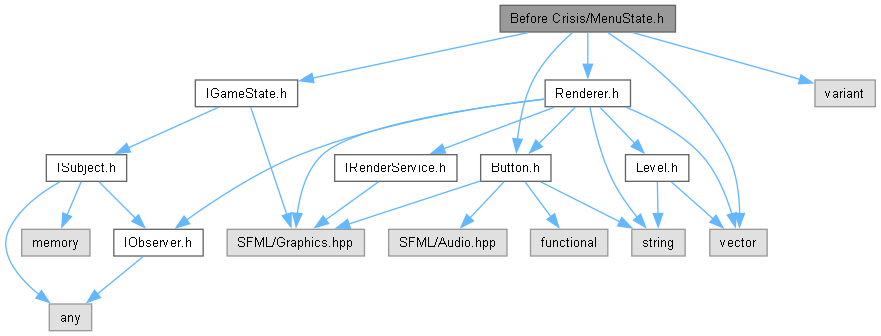 Before Crisis/MenuState.h
IGameState.h
Renderer.h
variant
ISubject.h
IRenderService.h
Button.h
Level.h
memory
IObserver.h
SFML/Graphics.hpp
SFML/Audio.hpp
functional
string
vector
any